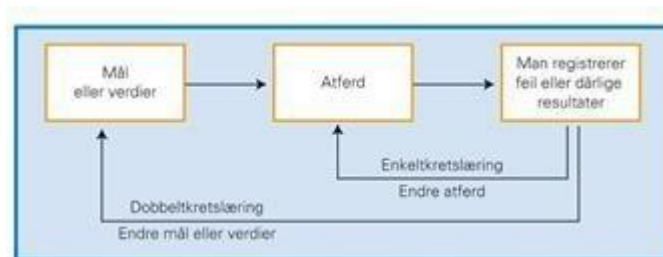 Mål
eller verdier
Atferd
Man registrerer
feil eller dårlige
resultater
Enkeltkretslæring
Endre atferd
Dobbeltkretslæring
Endre mål eller verdier